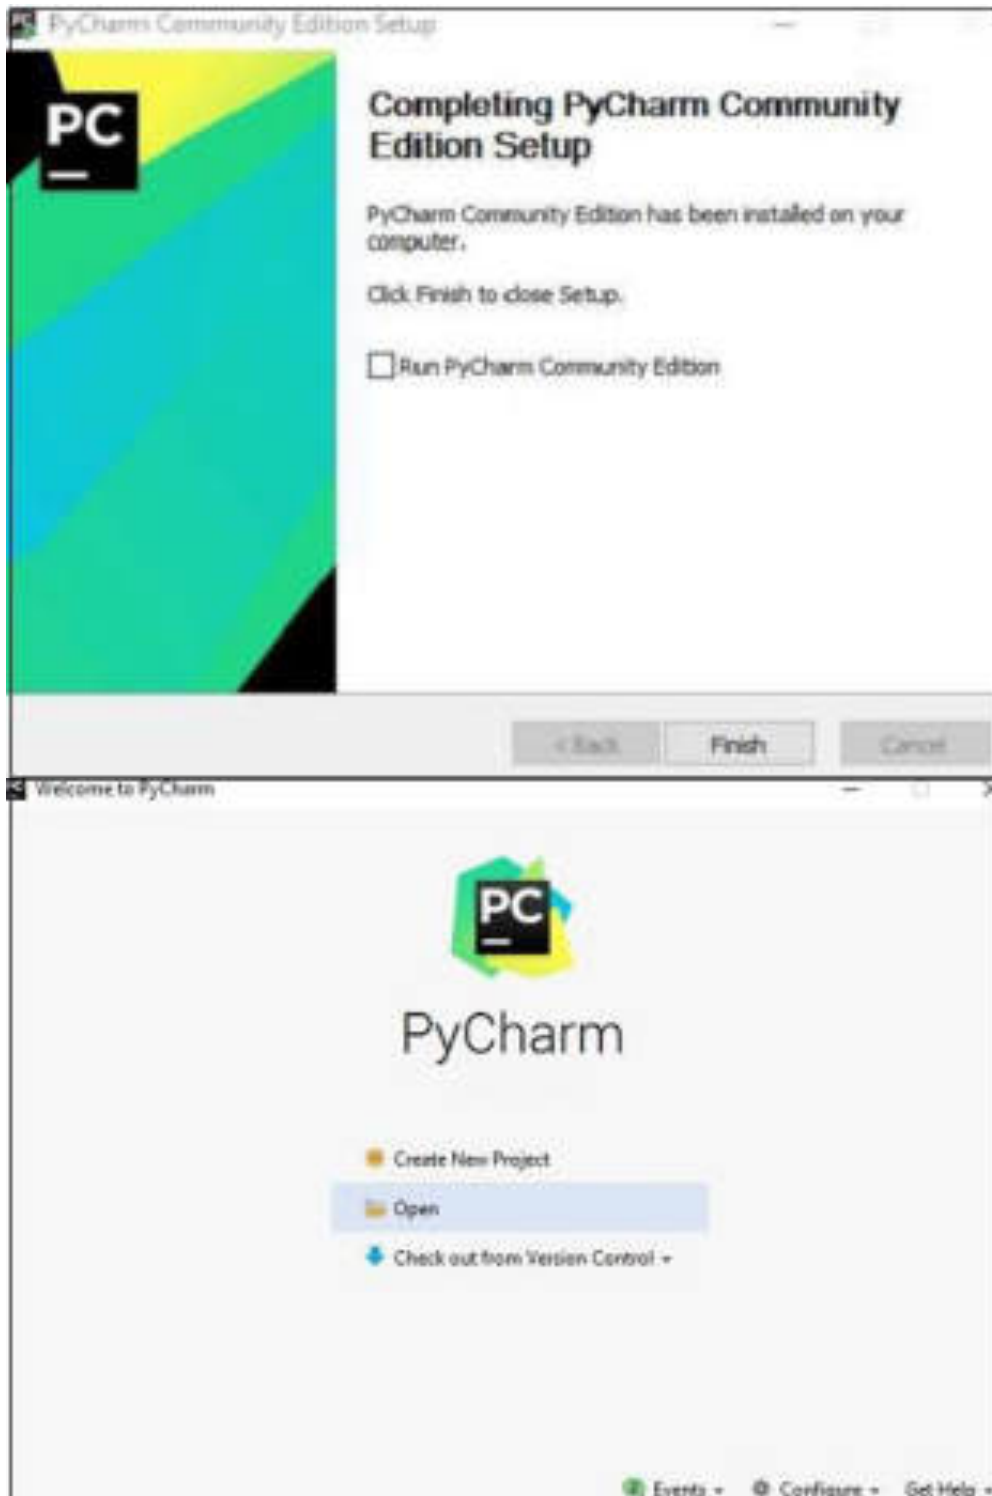 PyCharm Community Edition Setup
PC
Completing PyCharm Community
Edition Setup
PyCharm Community Edition has been installed on your
computer.
Click Finish to close Setup.
Run PyCharm Community Edition
< Back
Finish
Cancel
Welcome to PyCharm
PC
PyCharm
Create New Project
Open
Check out from Version Control
Events
Configure
Get Help